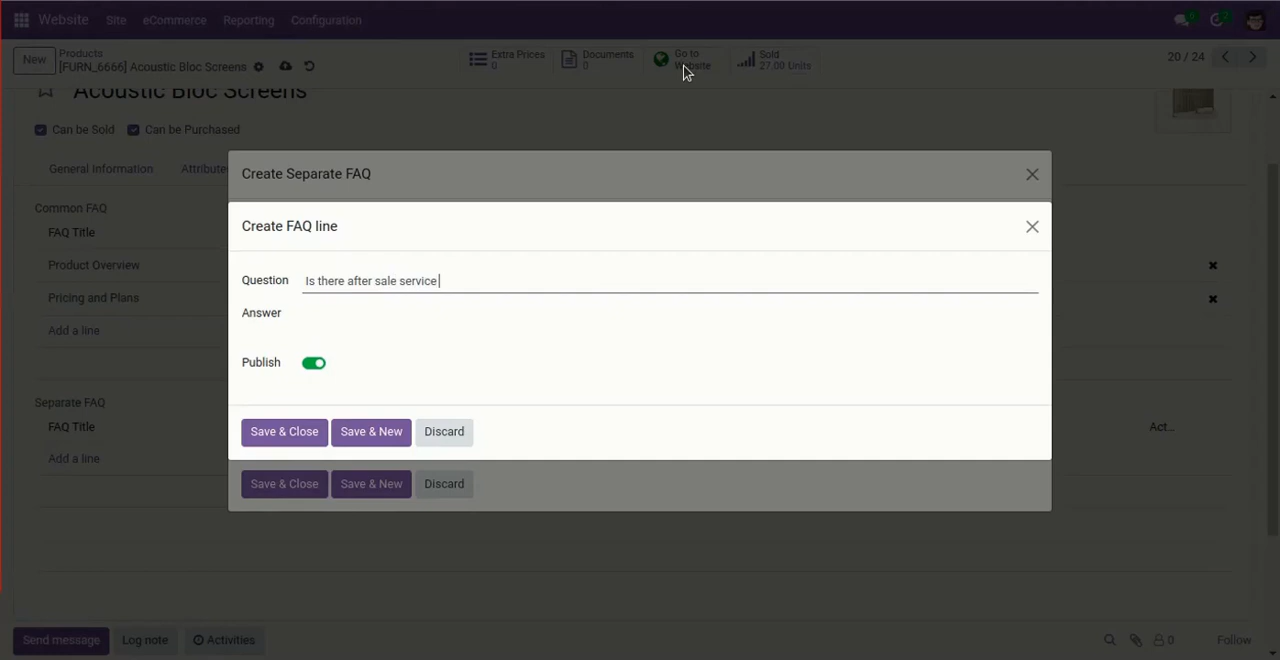 Website Site eCommerce Reporting Configuration
New
Products
[FURN_6666] Acoustic Bloc Screens
Extra Prices
0
Documents
0
Go to
Website
Sold
27.00 Units
20 / 24
Acoustic Bloc Screens
Can be Sold Can be Purchased
General Information
Create Separate FAQ
Common FAQ
FAQ Title
Product Overview
Pricing and Plans
Add a line
Create FAQ line
Question Is there after sale service
Answer
Publish
Save & Close Save & New Discard
Separate FAQ
FAQ Title Act...
Add a line
Save & Close Save & New Discard
Send message Log note Activities
0 Follow